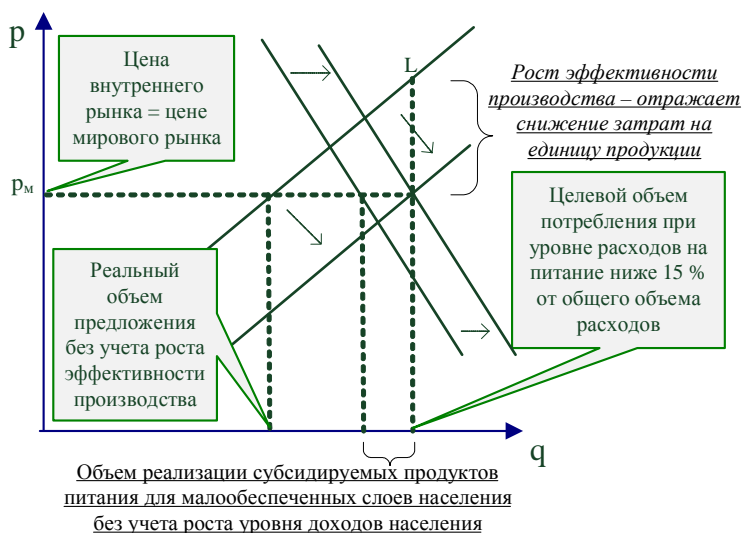 p
Цена
внутреннего
рынка = цене
мирового рынка
L
Рост эффективности
производства – отражает
снижение затрат на
единицу продукции
pм
Целевой объем
потребления при
уровне расходов на
питание ниже 15 %
от общего объема
расходов
Реальный
объем
предложения
без учета роста
эффективности
производства
q
Объем реализации субсидируемых продуктов
питания для малообеспеченных слоев населения
без учета роста уровня доходов населения